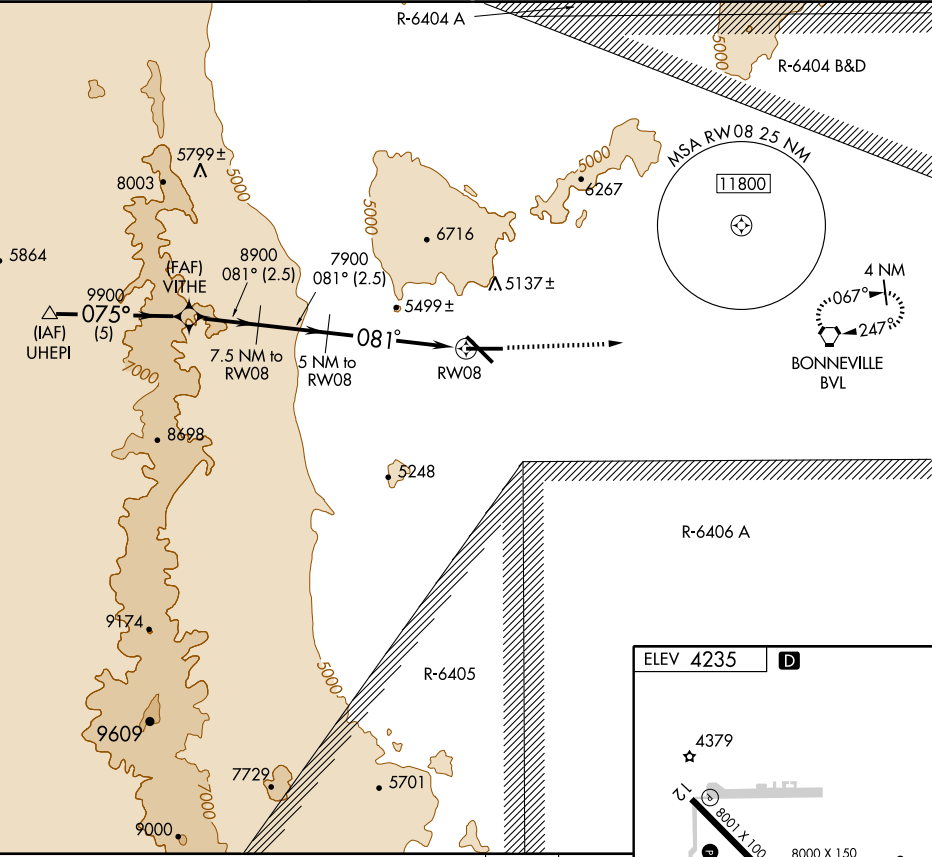 R-6404 A
5000
R-6404 B&D
MSA RW08 25 NM
11800
5799±
8003
5000
5000
6267
5000
6716
5864
(FAF)
VITHE
8900
081° (2.5)
7900
081° (2.5)
5137±
5499±
4 NM
067°
247°
BONNEVILLE
BVL
9900
075°
(5)
(IAF)
UHEPI
7.5 NM to
RW08
5 NM to
RW08
081°
RW08
7000
8698
5248
R-6406 A
9174
5000
R-6405
9609
7729
5701
7000
9000
ELEV 4235
D
4379
12
P
8001 X 100
P
8000 X 150